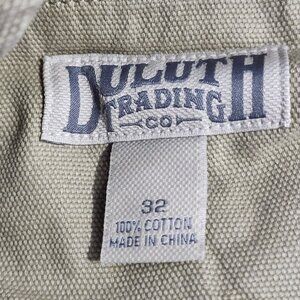 DULUTH
TRADING
CO
32
100% COTTON
MADE IN CHINA